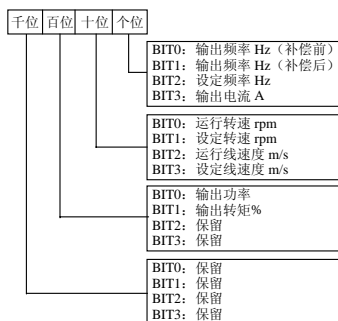 千位 百位 十位 个位
BIT0：输出频率 Hz（补偿前）
BIT1：输出频率 Hz（补偿后）
BIT2：设定频率 Hz
BIT3：输出电流 A
BIT0：运行转速 rpm
BIT1：设定转速 rpm
BIT2：运行线速度 m/s
BIT3：设定线速度 m/s
BIT0：输出功率
BIT1：输出转矩%
BIT2：保留
BIT3：保留
BIT0：保留
BIT1：保留
BIT2：保留
BIT3：保留